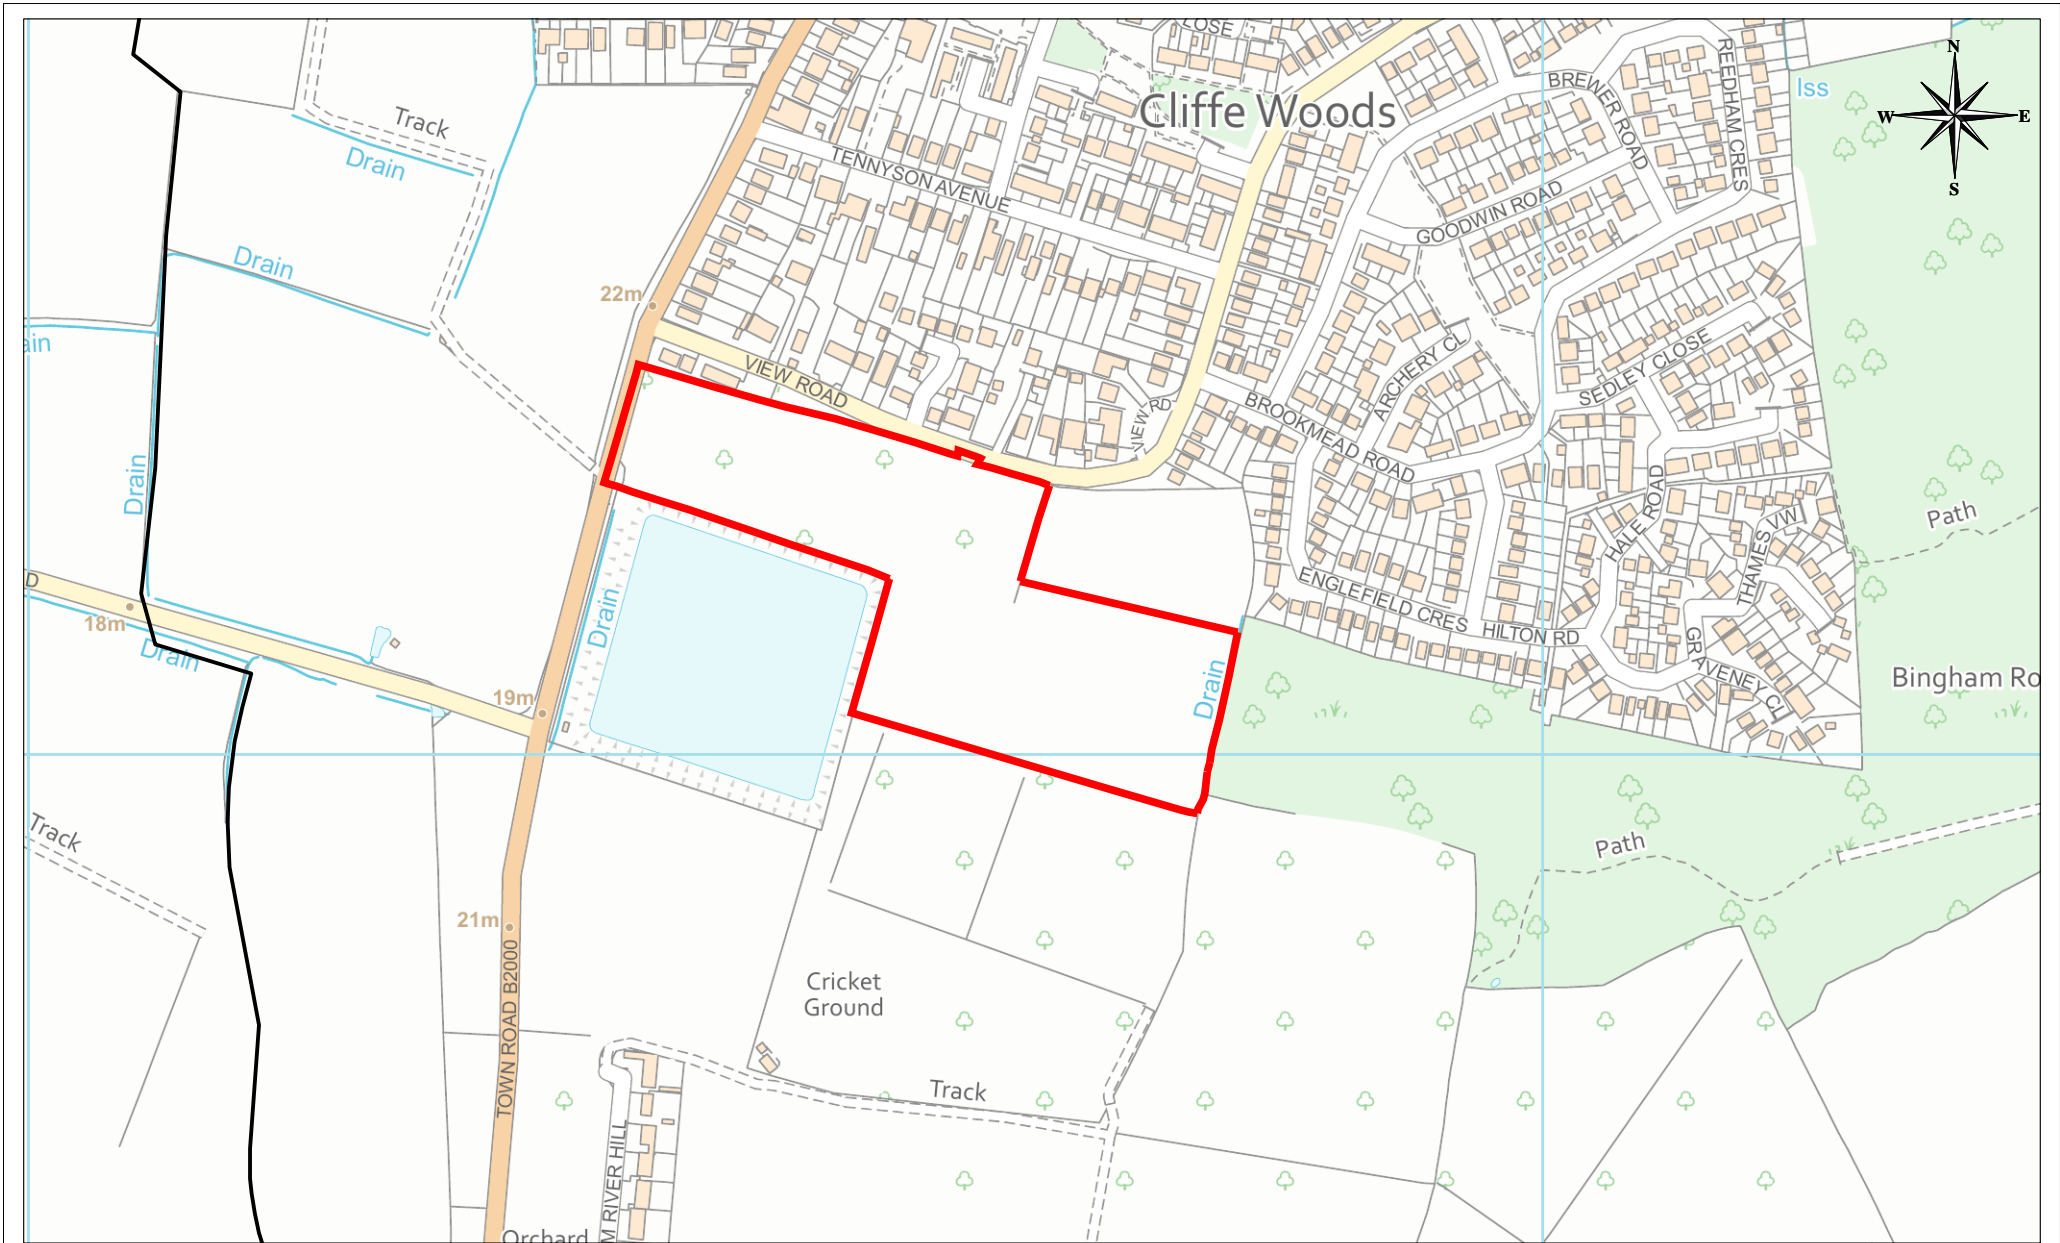 LOSE
N
W
E
S
Iss
Cliffe Woods
BREWER ROAD
REEDHAM CRES
Track
Drain
TENNYSON AVENUE
GOODWIN ROAD
Drain
22m
ain
VIEW ROAD
ARCHERY CL
SEDLEY CLOSE
VIEW RD
BROOKMEAD ROAD
Drain
HALE ROAD
THAMES VW
Path
D
18m
Drain
Drain
ENGLEFIELD CRES
HILTON RD
GRAVENEY CL
Bingham Ro
19m
Drain
Track
Path
21m
TOWN ROAD B2000
Cricket
Ground
Track
M RIVER HILL
Orchard